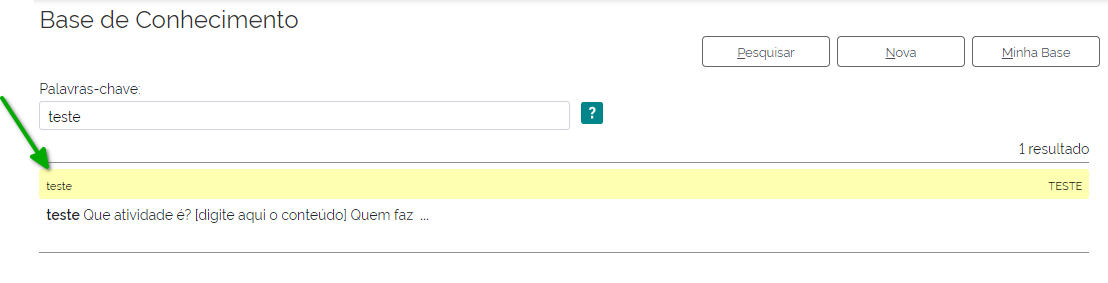 Base de Conhecimento
Pesquisar Nova Minha Base
Palavras-chave:
teste ?
1 resultado
teste TESTE
teste Que atividade é? [digite aqui o conteúdo] Quem faz ...